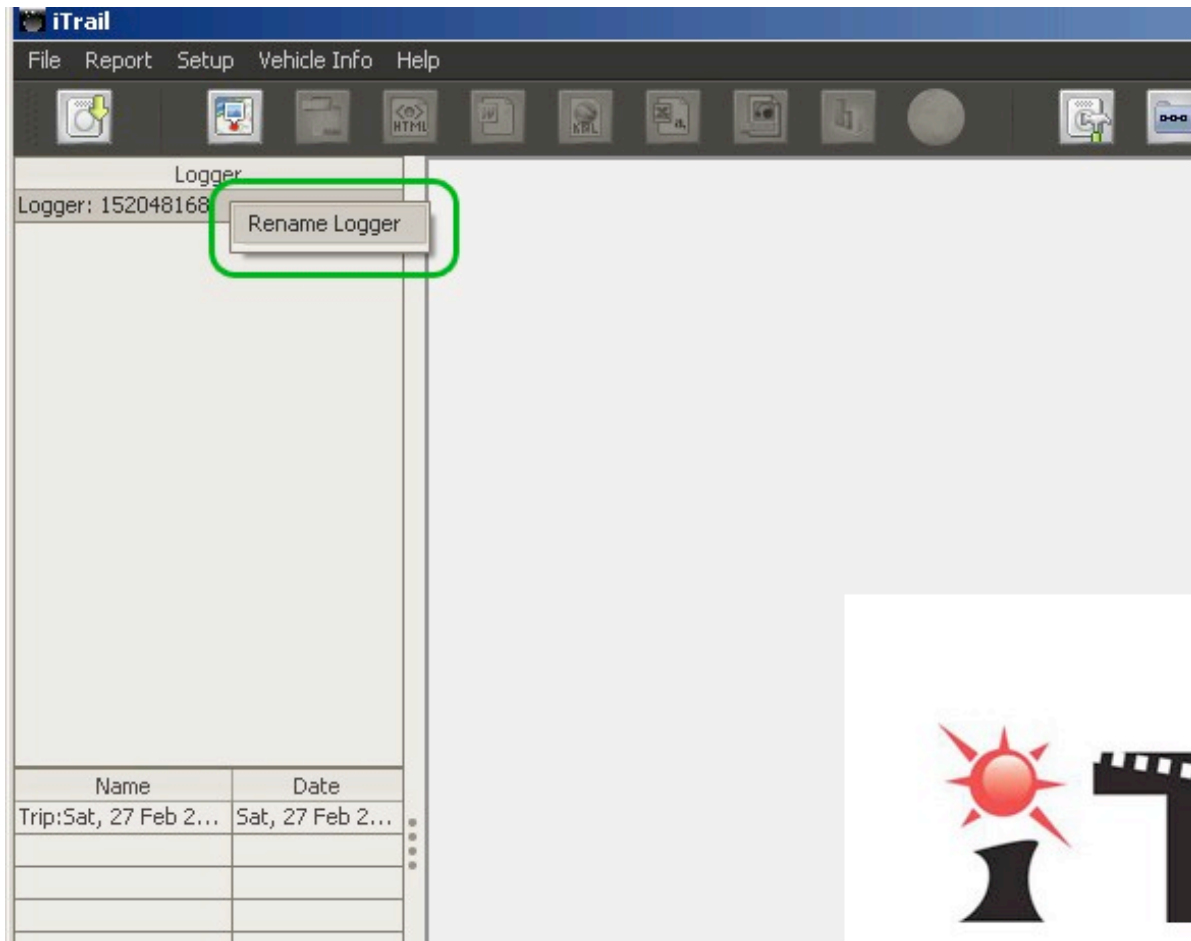 iTrail
File Report Setup Vehicle Info Help
HTML W KML a,
Logger
Logger: 152048168
Rename Logger
Name Date
Trip:Sat, 27 Feb 2... Sat, 27 Feb 2...
iT